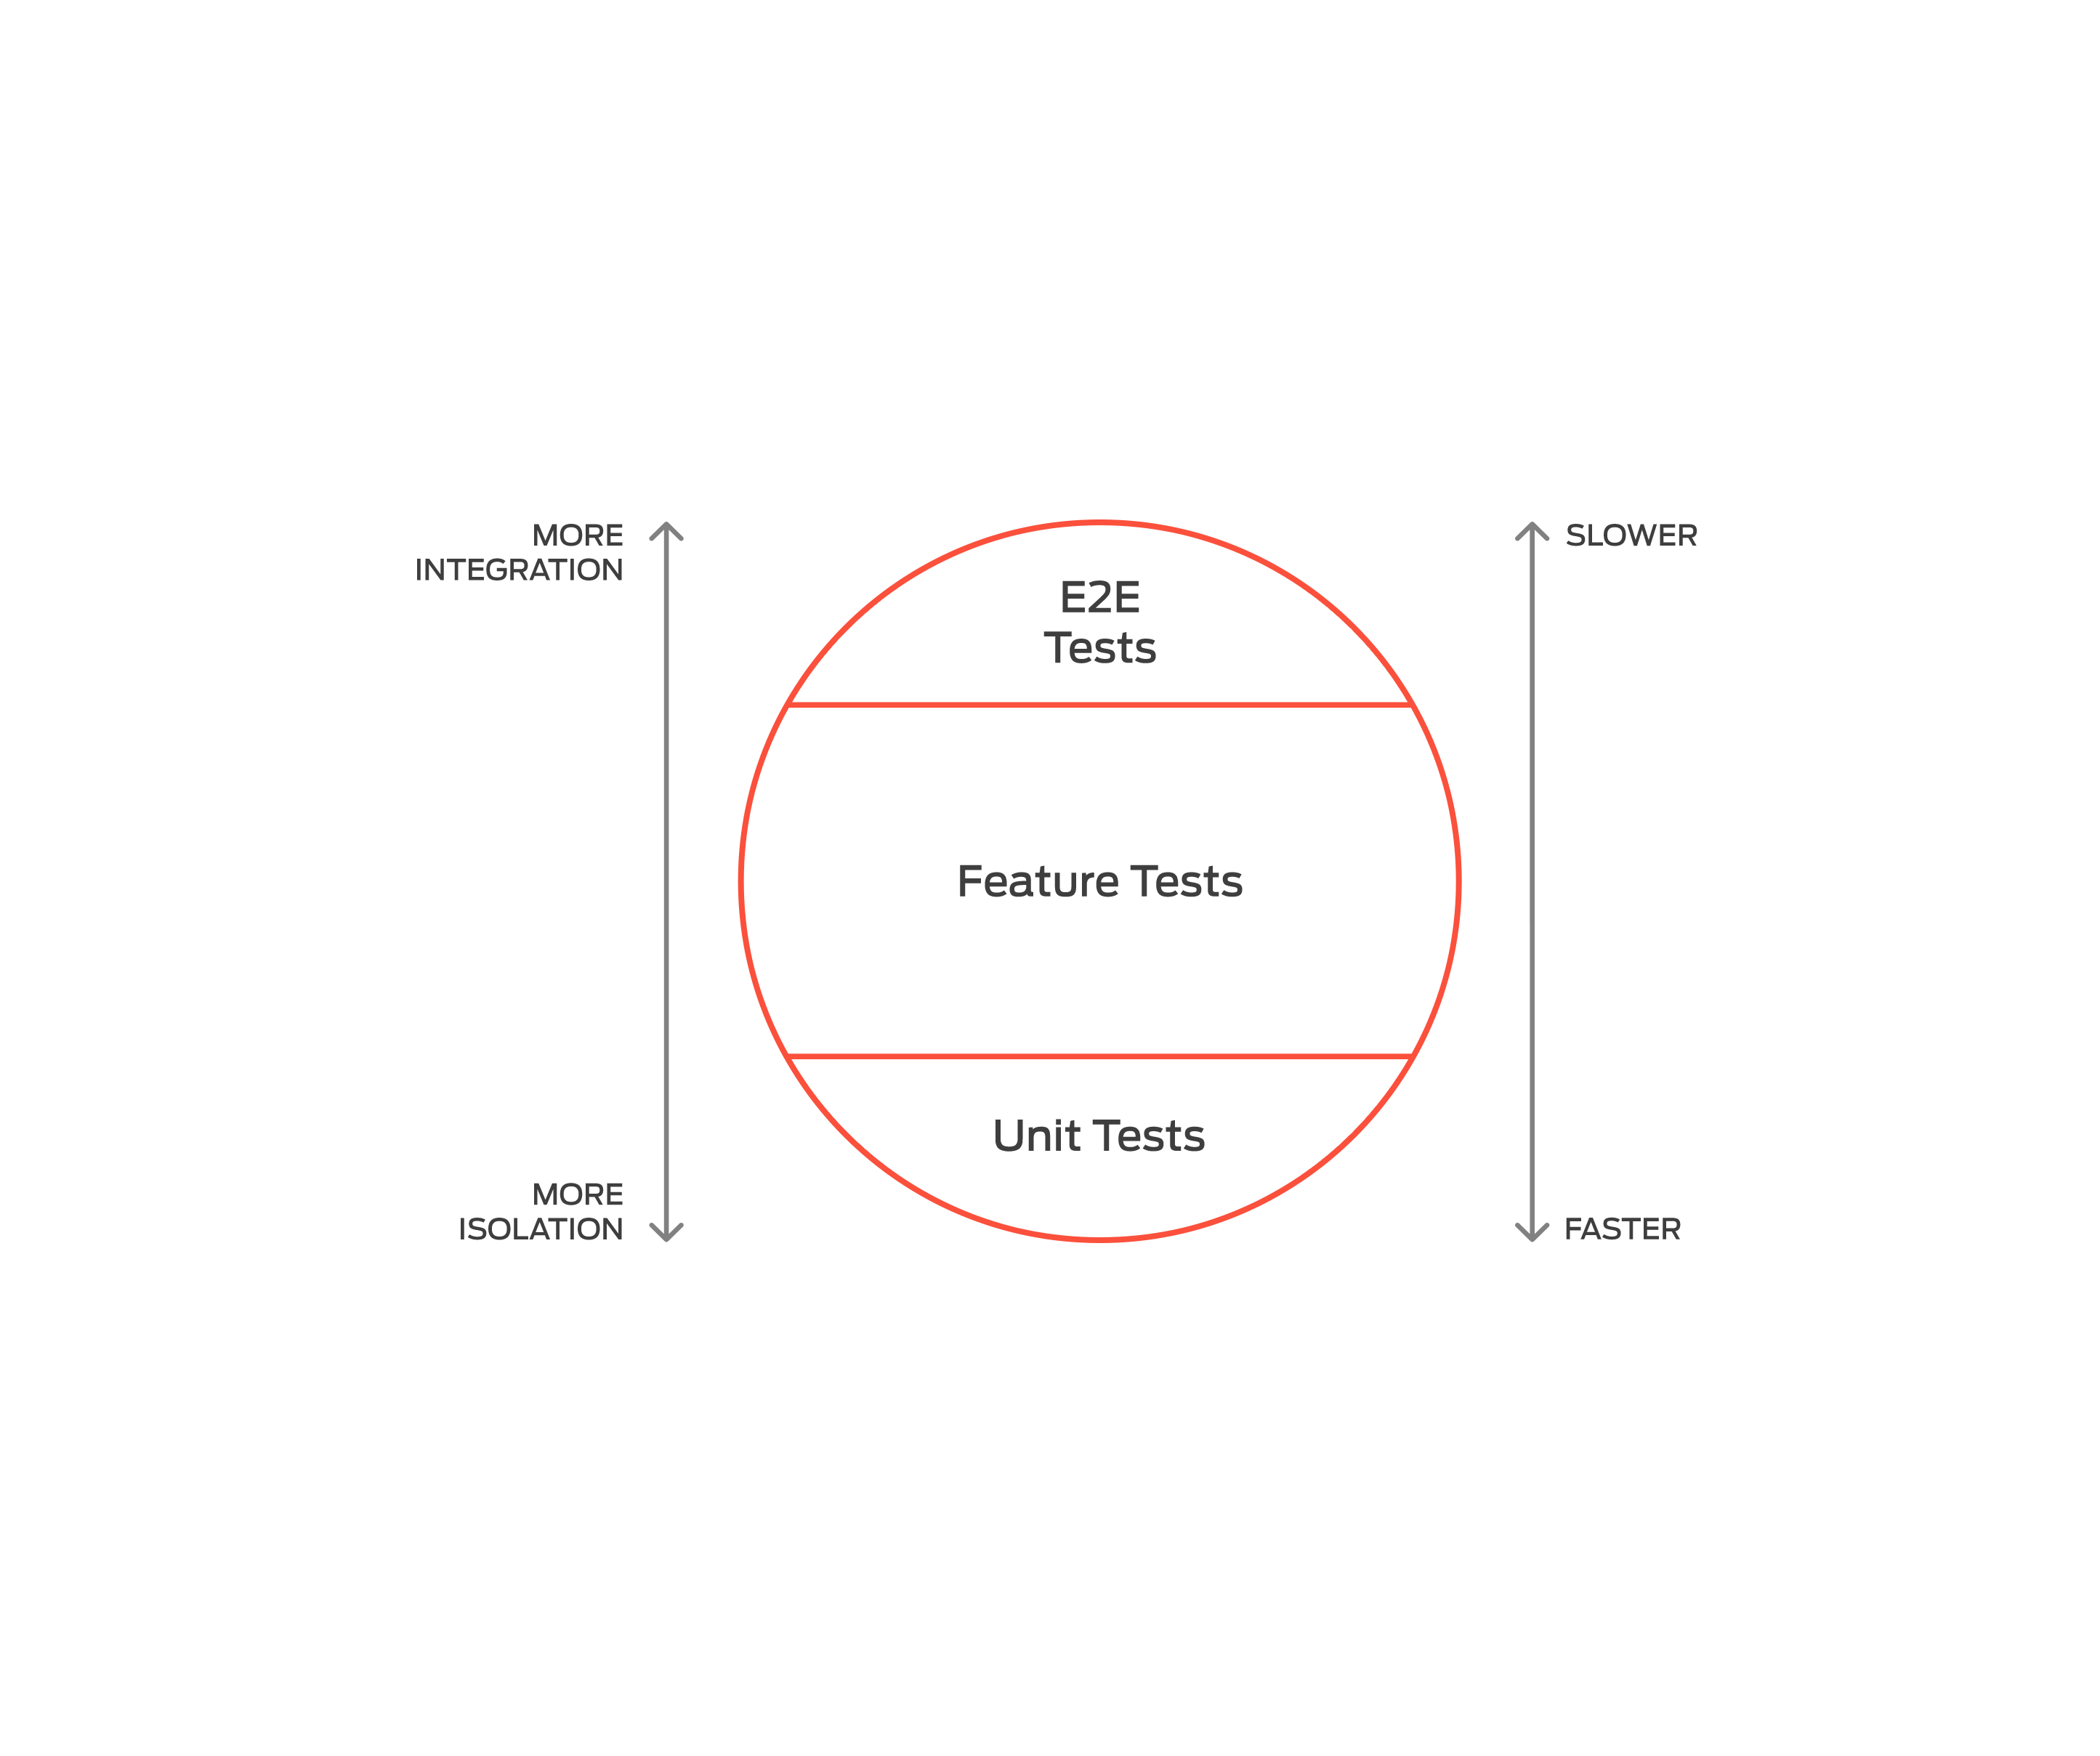 MORE
INTEGRATION
SLOWER
E2E
Tests
Feature Tests
Unit Tests
MORE
ISOLATION
FASTER